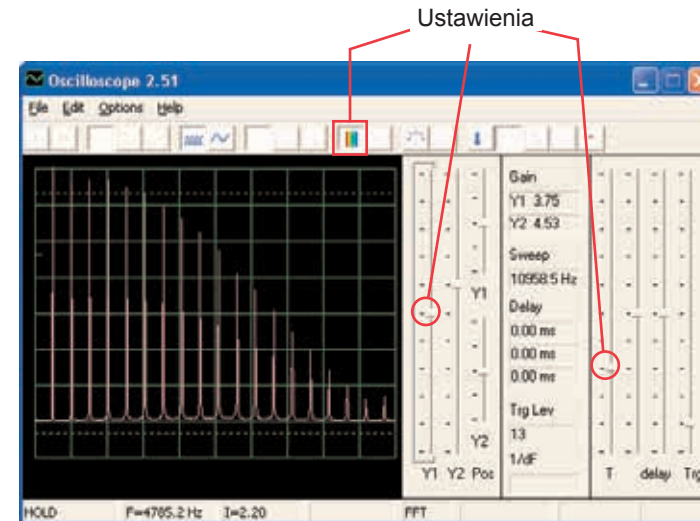 Ustawienia
Oscilloscope 2.51
File Edit Options Help
Gain
Y1 3.75
Y2 4.53
Sweep
10958.5 Hz
Delay
0.00 ms
0.00 ms
0.00 ms
Trg Lev
13
1/dF
Y1
Y2
Y1 Y2 Pos
T delay Trg
HOLD F=4785.2 Hz I=2.20 FFT